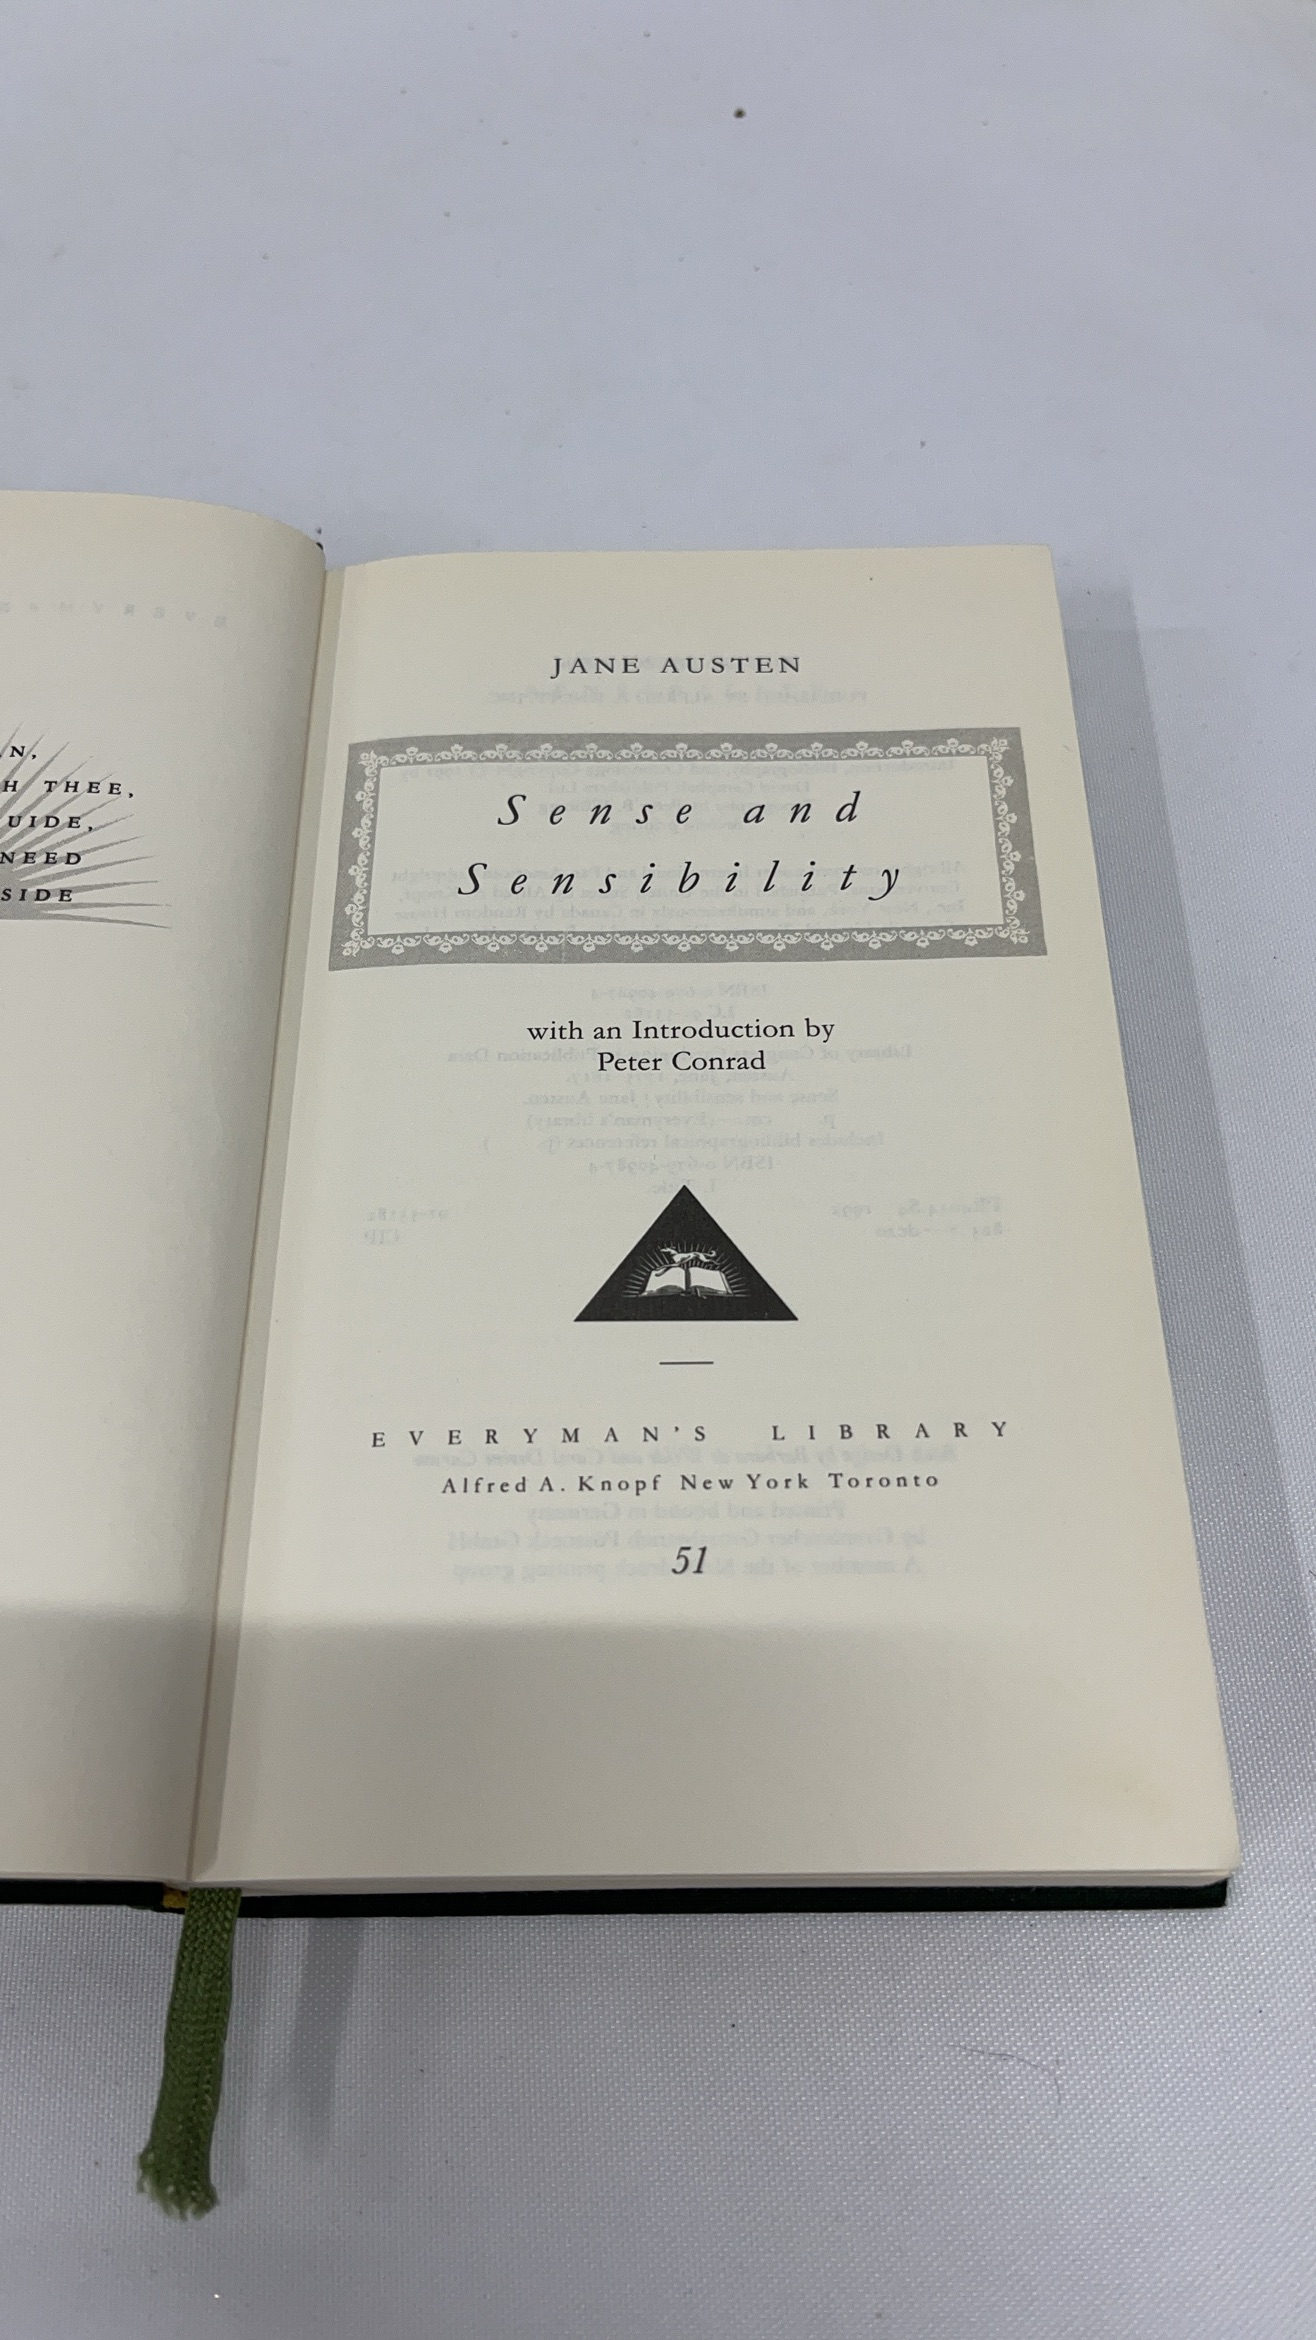 N,
H THEE,
UIDE,
NEED
SIDE
JANE AUSTEN
Sense and
Sensibility
with an Introduction by
Peter Conrad
EVERYMAN'S LIBRARY
Alfred A. Knopf New York Toronto
51